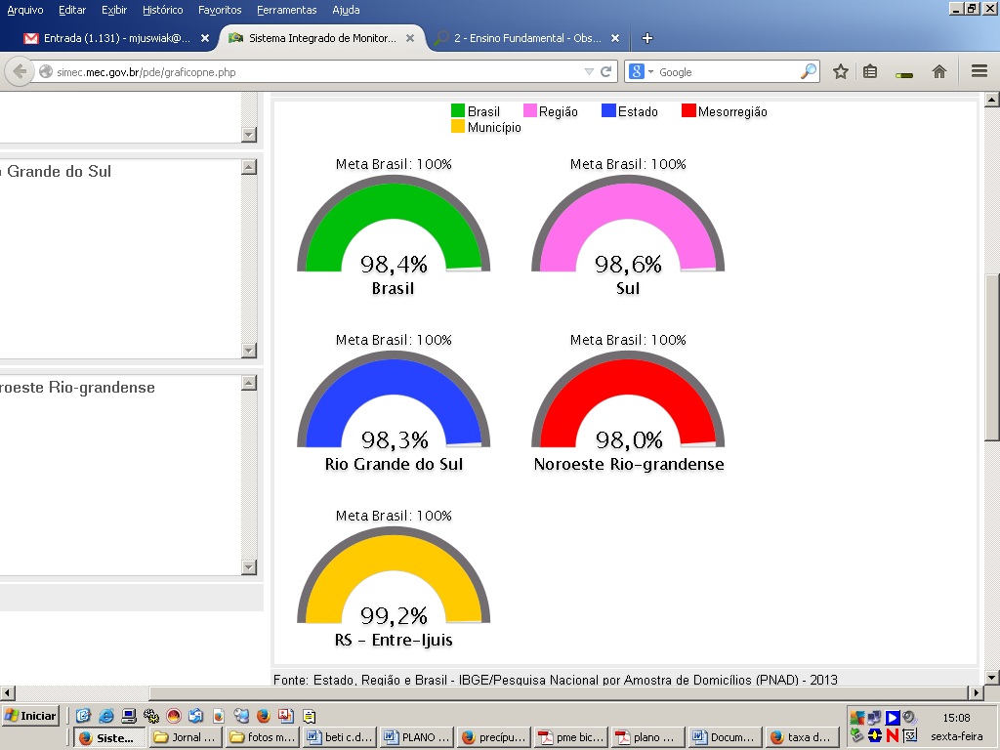 Arquivo Editar Exibir Histórico Favoritos Ferramentas Ajuda
Entrada (1.131) - mjuswiak@... Sistema Integrado de Monitor... 2 - Ensino Fundamental - Obs...
simec.mec.gov.br/pde/graficopne.php Google
Brasil Região Estado Mesorregião
Município
Grande do Sul
roeste Rio-grandense
Meta Brasil: 100% Meta Brasil: 100%
98,4% 98,6%
Brasil Sul
Meta Brasil: 100% Meta Brasil: 100%
98,3% 98,0%
Rio Grande do Sul Noroeste Rio-grandense
Meta Brasil: 100%
99,2%
RS - Entre-Ijuis
Fonte: Estado, Região e Brasil - IBGE/Pesquisa Nacional por Amostra de Domicílios (PNAD) - 2013
Iniciar 15:08
Siste... Jornal ... fotos m... beti c.d... PLANO ... precípu... pme bic... plano ... Docum... taxa d... sexta-feira